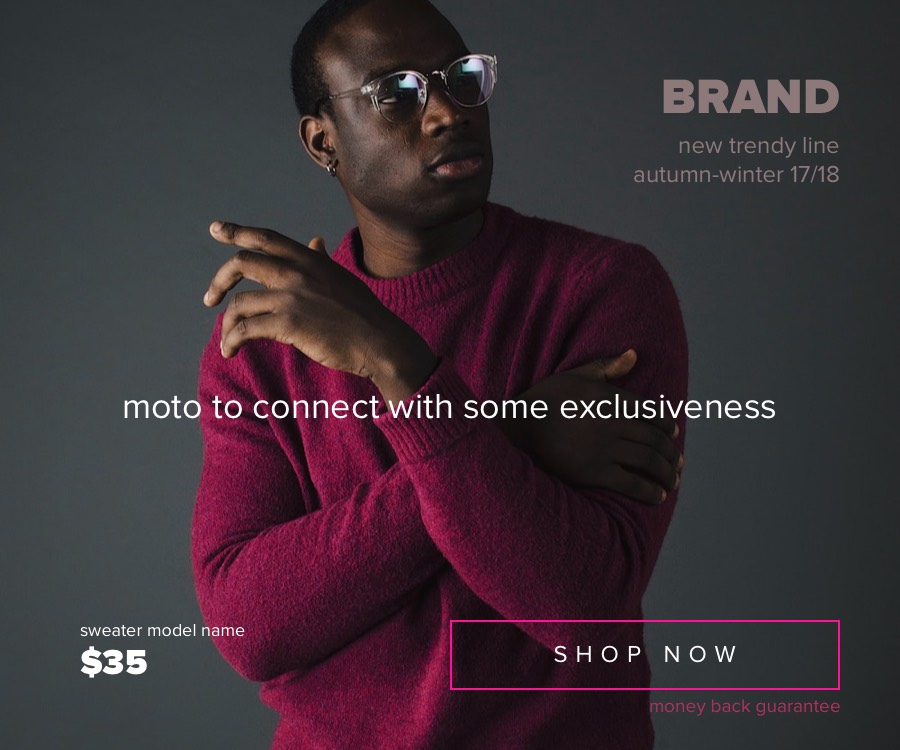 BRAND
new trendy line
autumn-winter 17/18
moto to connect with some exclusiveness
sweater model name
$35
SHOP NOW
money back guarantee